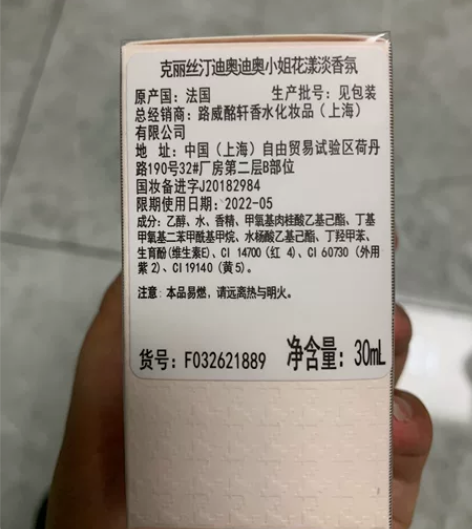 克丽丝汀迪奥迪奥小姐花漾淡香氛
原产国：法国 生产批号：见包装
总经销商：路威酩轩香水化妆品（上海）
有限公司
地 址：中国（上海）自由贸易试验区荷丹
路190号32#厂房第二层B部位
国妆备进字J20182984
限期使用日期：2022-05
成分：乙醇、水、香精、甲氧基肉桂酸乙基己酯、丁基
甲氧基二苯甲酰基甲烷、水杨酸乙基己酯、丁羟甲苯、
生育酚(维生素E)、CI 14700（红 4)、CI 60730（外用
紫 2)、CI 19140（黄 5)。
注意：本品易燃，请远离热与明火。
货号：F032621889 净含量：30mL